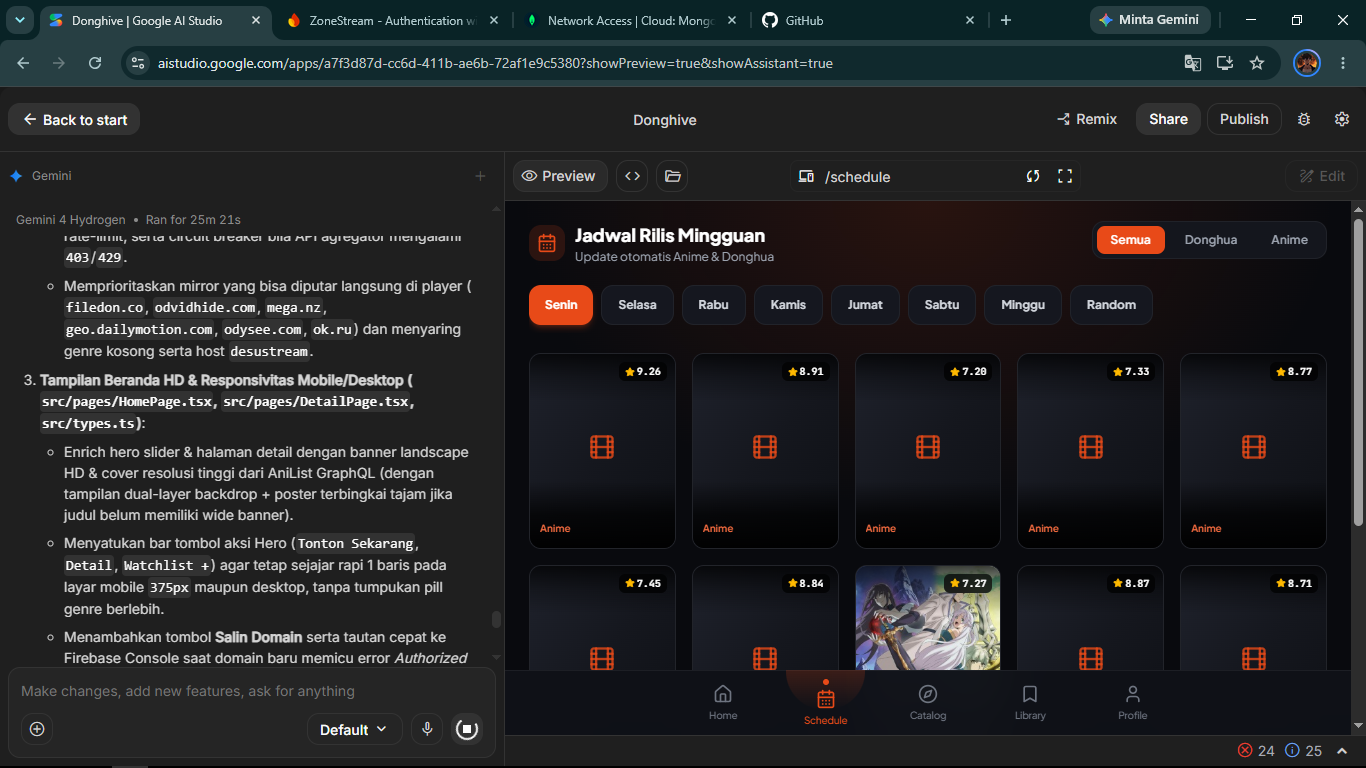 Donghive | Google AI Studio
ZoneStream - Authentication wi
Network Access | Cloud: Mongo
GitHub
Minta Gemini
aistudio.google.com/apps/a7f3d87d-cc6d-411b-ae6b-72af1e9c5380?showPreview=true&showAssistant=true
Back to start
Donghive
Remix
Share
Publish
Gemini
Preview
/schedule
Edit
Gemini 4 Hydrogen • Ran for 25m 21s
rate-limit, serta circuit breaker bila API agregator mengalami
403/429.
Memprioritaskan mirror yang bisa diputar langsung di player (
filedon.co, odvidhide.com, mega.nz,
geo.dailymotion.com, odysee.com, ok.ru) dan menyaring
genre kosong serta host desustream.
3. Tampilan Beranda HD & Responsivitas Mobile/Desktop (
src/pages/HomePage.tsx, src/pages/DetailPage.tsx,
src/types.ts):
Enrich hero slider & halaman detail dengan banner landscape
HD & cover resolusi tinggi dari AniList GraphQL (dengan
tampilan dual-layer backdrop + poster terbingkai tajam jika
judul belum memiliki wide banner).
Menyatukan bar tombol aksi Hero (Tonton Sekarang,
Detail, Watchlist +) agar tetap sejajar rapi 1 baris pada
layar mobile 375px maupun desktop, tanpa tumpukan pill
genre berlebih.
Menambahkan tombol Salin Domain serta tautan cepat ke
Firebase Console saat domain baru memicu error Authorized
Make changes, add new features, ask for anything
Default
Jadwal Rilis Mingguan
Update otomatis Anime & Donghua
Semua
Donghua
Anime
Senin
Selasa
Rabu
Kamis
Jumat
Sabtu
Minggu
Random
9.26
8.91
7.20
7.33
8.77
Anime
Anime
Anime
Anime
Anime
7.45
8.84
7.27
8.87
8.71
Home
Schedule
Catalog
Library
Profile
24
25